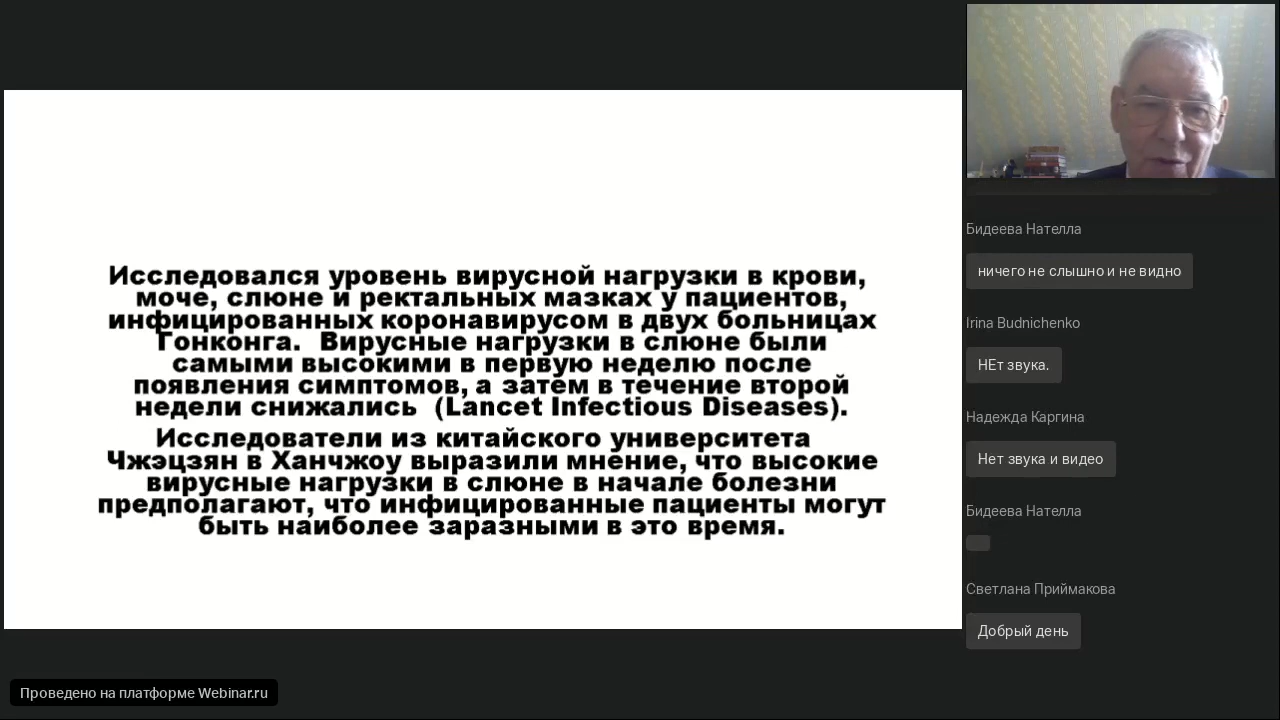 Исследовался уровень вирусной нагрузки в крови,
моче, слюне и ректальных мазках у пациентов,
инфицированных коронавирусом в двух больницах
Гонконга. Вирусные нагрузки в слюне были
самыми высокими в первую неделю после
появления симптомов, а затем в течение второй
недели снижались (Lancet Infectious Diseases).
Исследователи из китайского университета
Чжэцзян в Ханчжоу выразили мнение, что высокие
вирусные нагрузки в слюне в начале болезни
предполагают, что инфицированные пациенты могут
быть наиболее заразными в это время.
Бидеева Нателла
ничего не слышно и не видно
Irina Budnichenko
НЕт звука.
Надежда Каргина
Нет звука и видео
Бидеева Нателла
Светлана Приймакова
Добрый день
Проведено на платформе Webinar.ru